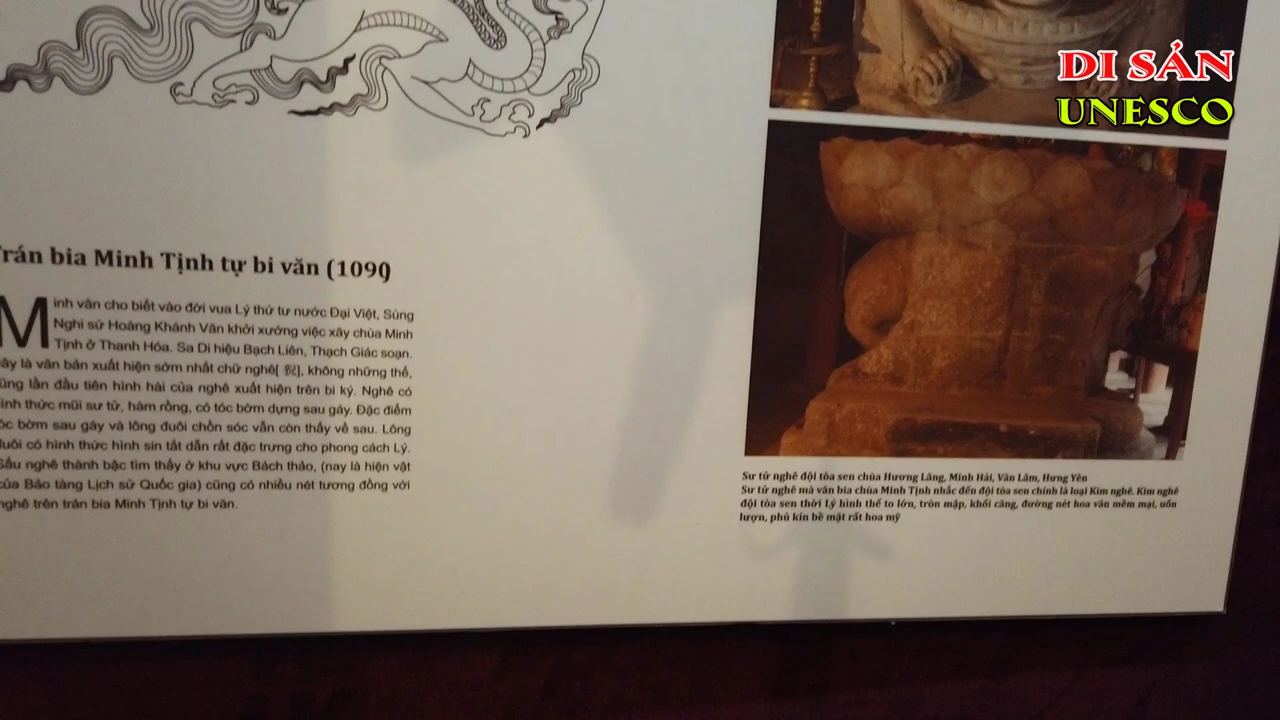 DI SẢN
UNESCO
Trán bia Minh Tịnh tự bi văn (1090)
Minh văn cho biết vào đời vua Lý thứ tư nước Đại Việt, Sùng
Nghi sứ Hoàng Khánh Văn khởi xướng việc xây chùa Minh
Tịnh ở Thanh Hóa. Sa Di hiệu Bạch Liên, Thạch Giác soạn.
ây là văn bản xuất hiện sớm nhất chữ nghê[ 猊], không những thế,
ũng lần đầu tiên hình hài của nghê xuất hiện trên bi ký. Nghê có
ình thức mũi sư tử, hàm rồng, có tóc bờm dựng sau gáy. Đặc điểm
óc bờm sau gáy và lông đuôi chồn sóc vẫn còn thấy về sau. Lông
đuôi có hình thức hình sin tắt dần rất đặc trưng cho phong cách Lý.
Sấu nghê thành bậc tìm thấy ở khu vực Bách thảo, (nay là hiện vật
của Bảo tàng Lịch sử Quốc gia) cũng có nhiều nét tương đồng với
nghê trên trán bia Minh Tịnh tự bi văn.
Sư tử nghê đội tòa sen chùa Hương Lãng, Minh Hải, Văn Lâm, Hưng Yên
Sư tử nghê mà văn bia chùa Minh Tịnh nhắc đến đội tòa sen chính là loại Kim nghê. Kim nghê
đội tòa sen thời Lý hình thể to lớn, tròn mập, khối căng, đường nét hoa văn mềm mại, uốn
lượn, phủ kín bề mặt rất hoa mỹ